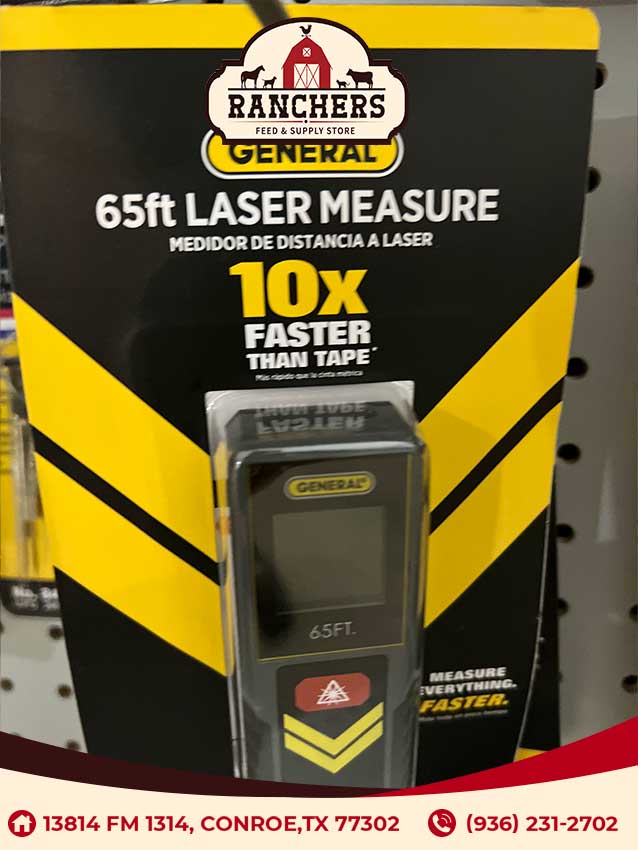 RANCHERS
FEED & SUPPLY STORE
GENERAL
65ft LASER MEASURE
MEDIDOR DE DISTANCIA A LASER
10x
FASTER
THAN TAPE*
Más rápido que la cinta métrica
THAN TAPE
FASTER
GENERAL
65FT.
MEASURE
EVERYTHING.
FASTER.
13814 FM 1314, CONROE,TX 77302
(936) 231-2702